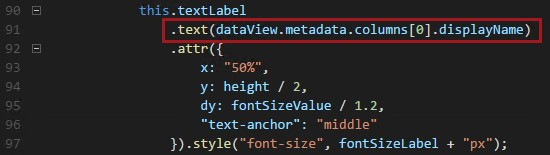 90 this.textLabel
91 .text(dataView.metadata.columns[0].displayName)
92 .attr({
93 x: "50%",
94 y: height / 2,
95 dy: fontSizeValue / 1.2,
96 "text-anchor": "middle"
97 }).style("font-size", fontSizeLabel + "px");